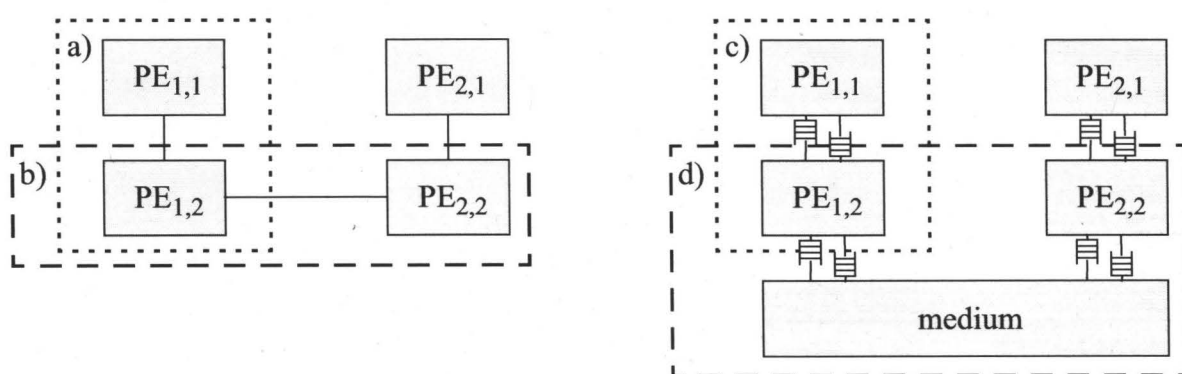 a) PE1,1 PE2,1
b) PE1,2 PE2,2
c) PE1,1 PE2,1
d) PE1,2 PE2,2
medium